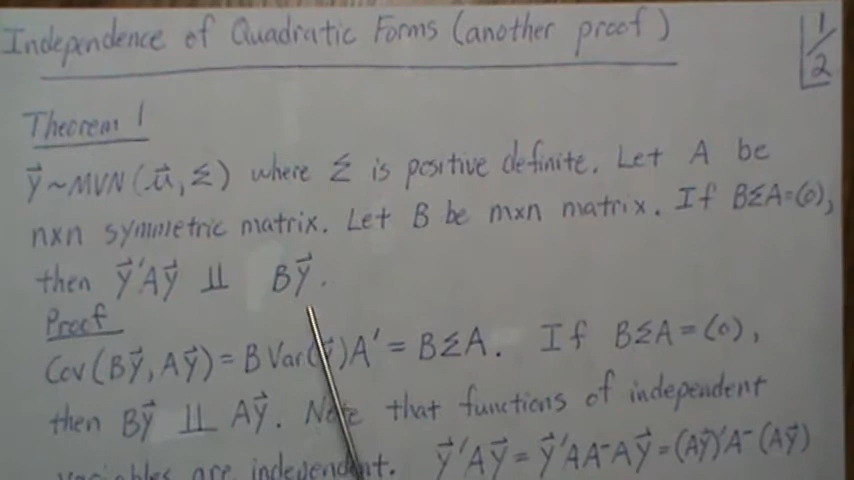 Independence of Quadratic Forms (another proof)
1/2
Theorem 1
y⃗ ~ MVN(μ⃗, Σ) where Σ is positive definite. Let A be
nxn symmetric matrix. Let B be mxn matrix. If BΣA=(0),
then y⃗'Ay⃗ ⫫ By⃗.
Proof
Cov(By⃗, Ay⃗) = B Var(y⃗)A' = BΣA. If BΣA=(0),
then By⃗ ⫫ Ay⃗. Note that functions of independent
variables are independent. y⃗'Ay⃗ = y⃗'AA⁻Ay⃗ = (Ay⃗)'A⁻(Ay⃗)